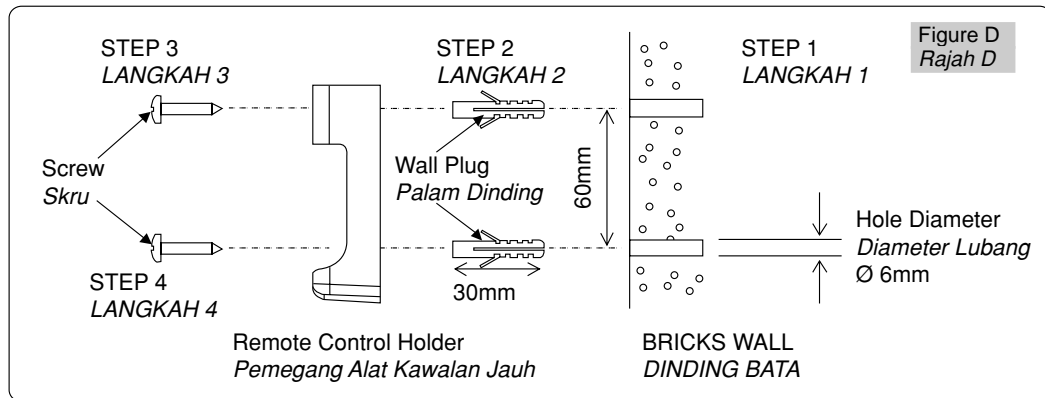 STEP 3
LANGKAH 3
STEP 2
LANGKAH 2
STEP 1
LANGKAH 1
Figure D
Rajah D
Screw
Skru
Wall Plug
Palam Dinding
60mm
Hole Diameter
Diameter Lubang
Ø 6mm
STEP 4
LANGKAH 4
30mm
Remote Control Holder
Pemegang Alat Kawalan Jauh
BRICKS WALL
DINDING BATA